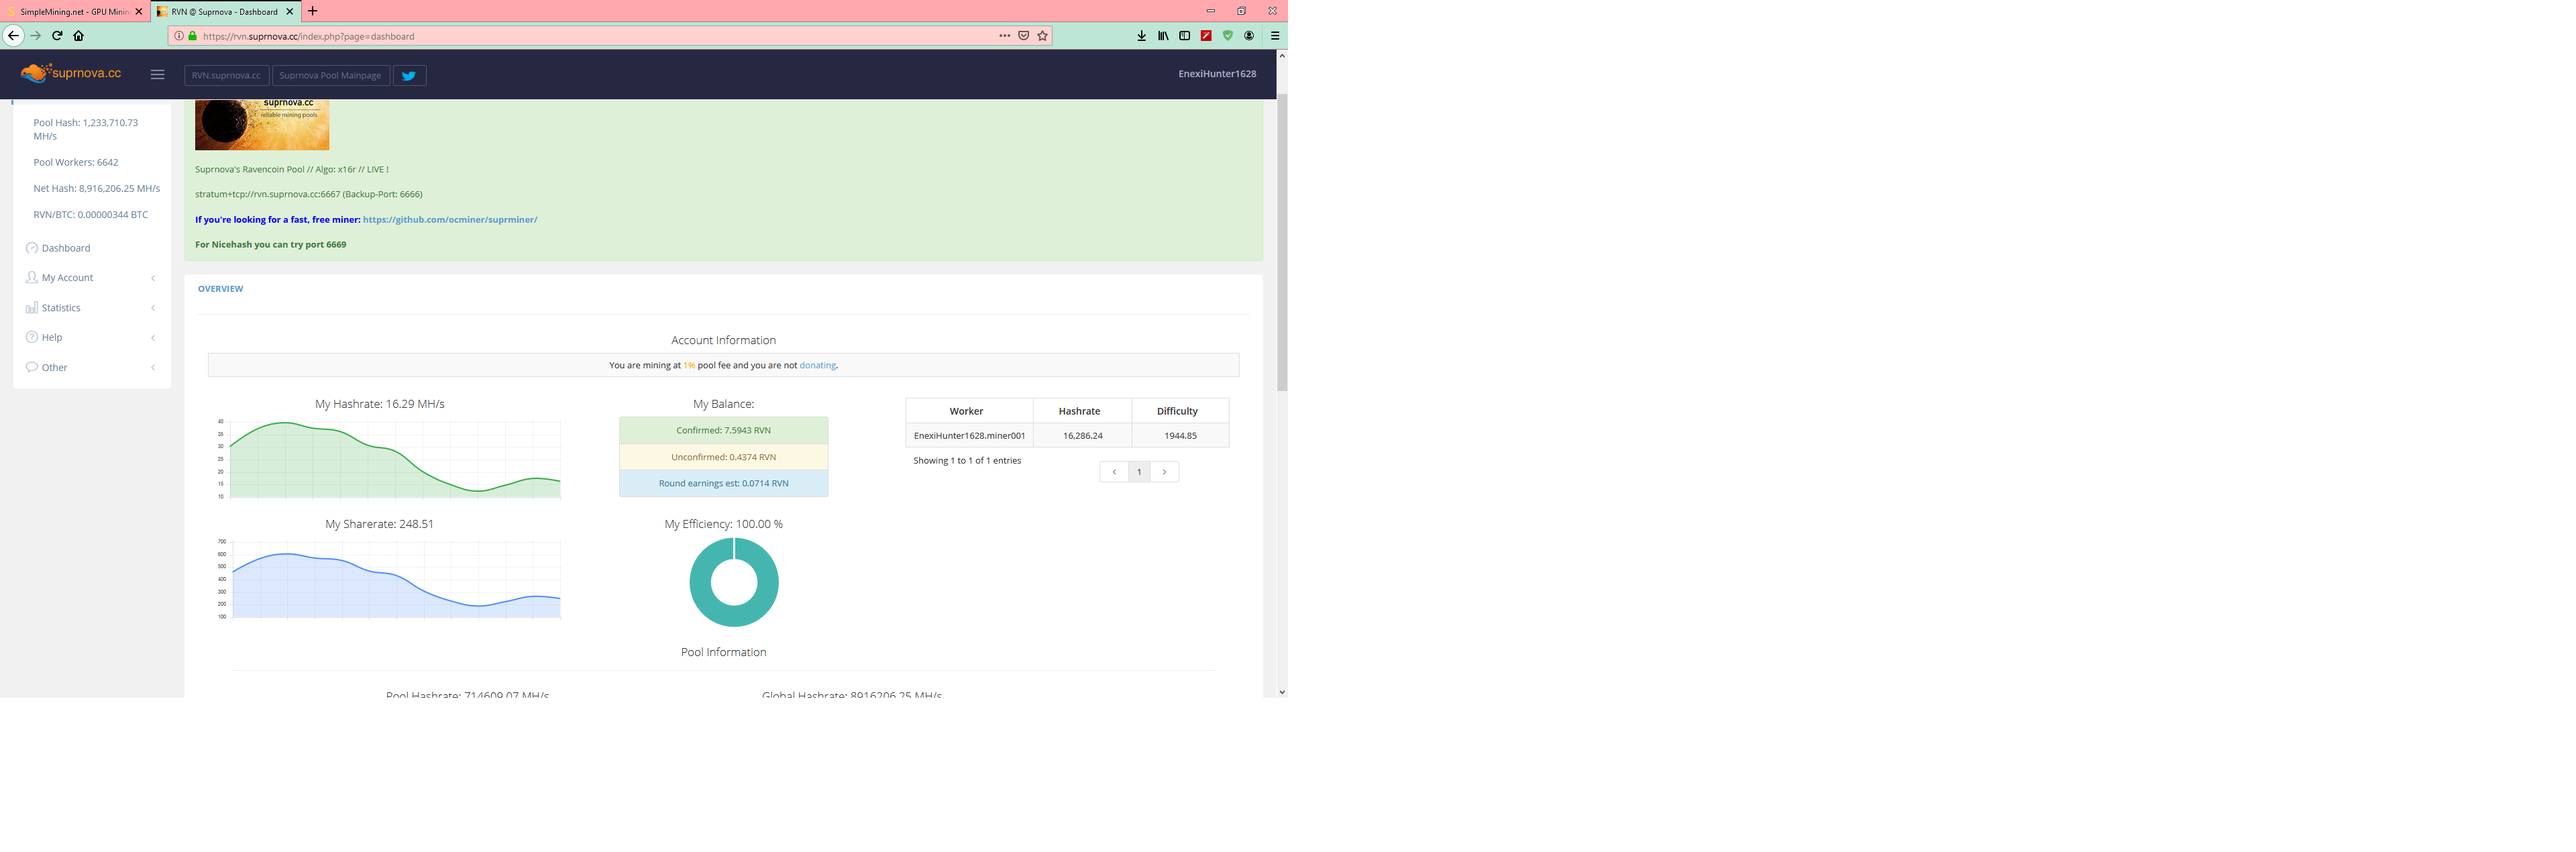 SimpleMining.net - GPU Minin
RVN @ Suprnova - Dashboard
https://rvn.suprnova.cc/index.php?page=dashboard
suprnova.cc
RVN.suprnova.cc
Suprnova Pool Mainpage
EnexiHunter1628
Pool Hash: 1,233,710.73
MH/s
Pool Workers: 6642
Net Hash: 8,916,206.25 MH/s
RVN/BTC: 0.00000344 BTC
Dashboard
My Account
Statistics
Help
Other
suprnova.cc
reliable mining pools
Suprnova's Ravencoin Pool // Algo: x16r // LIVE !
stratum+tcp://rvn.suprnova.cc:6667 (Backup-Port: 6666)
If you're looking for a fast, free miner: https://github.com/ocminer/suprminer/
For Nicehash you can try port 6669
OVERVIEW
Account Information
You are mining at 1% pool fee and you are not donating.
My Hashrate: 16.29 MH/s
40
35
30
25
20
15
10
My Balance:
Confirmed: 7.5943 RVN
Unconfirmed: 0.4374 RVN
Round earnings est: 0.0714 RVN
Worker Hashrate Difficulty
EnexiHunter1628.miner001 16,286.24 1944.85
Showing 1 to 1 of 1 entries
1
My Sharerate: 248.51
700
600
500
400
300
200
100
My Efficiency: 100.00 %
Pool Information
Pool Hashrate: 714609.07 MH/s
Global Hashrate: 8916206.25 MH/s